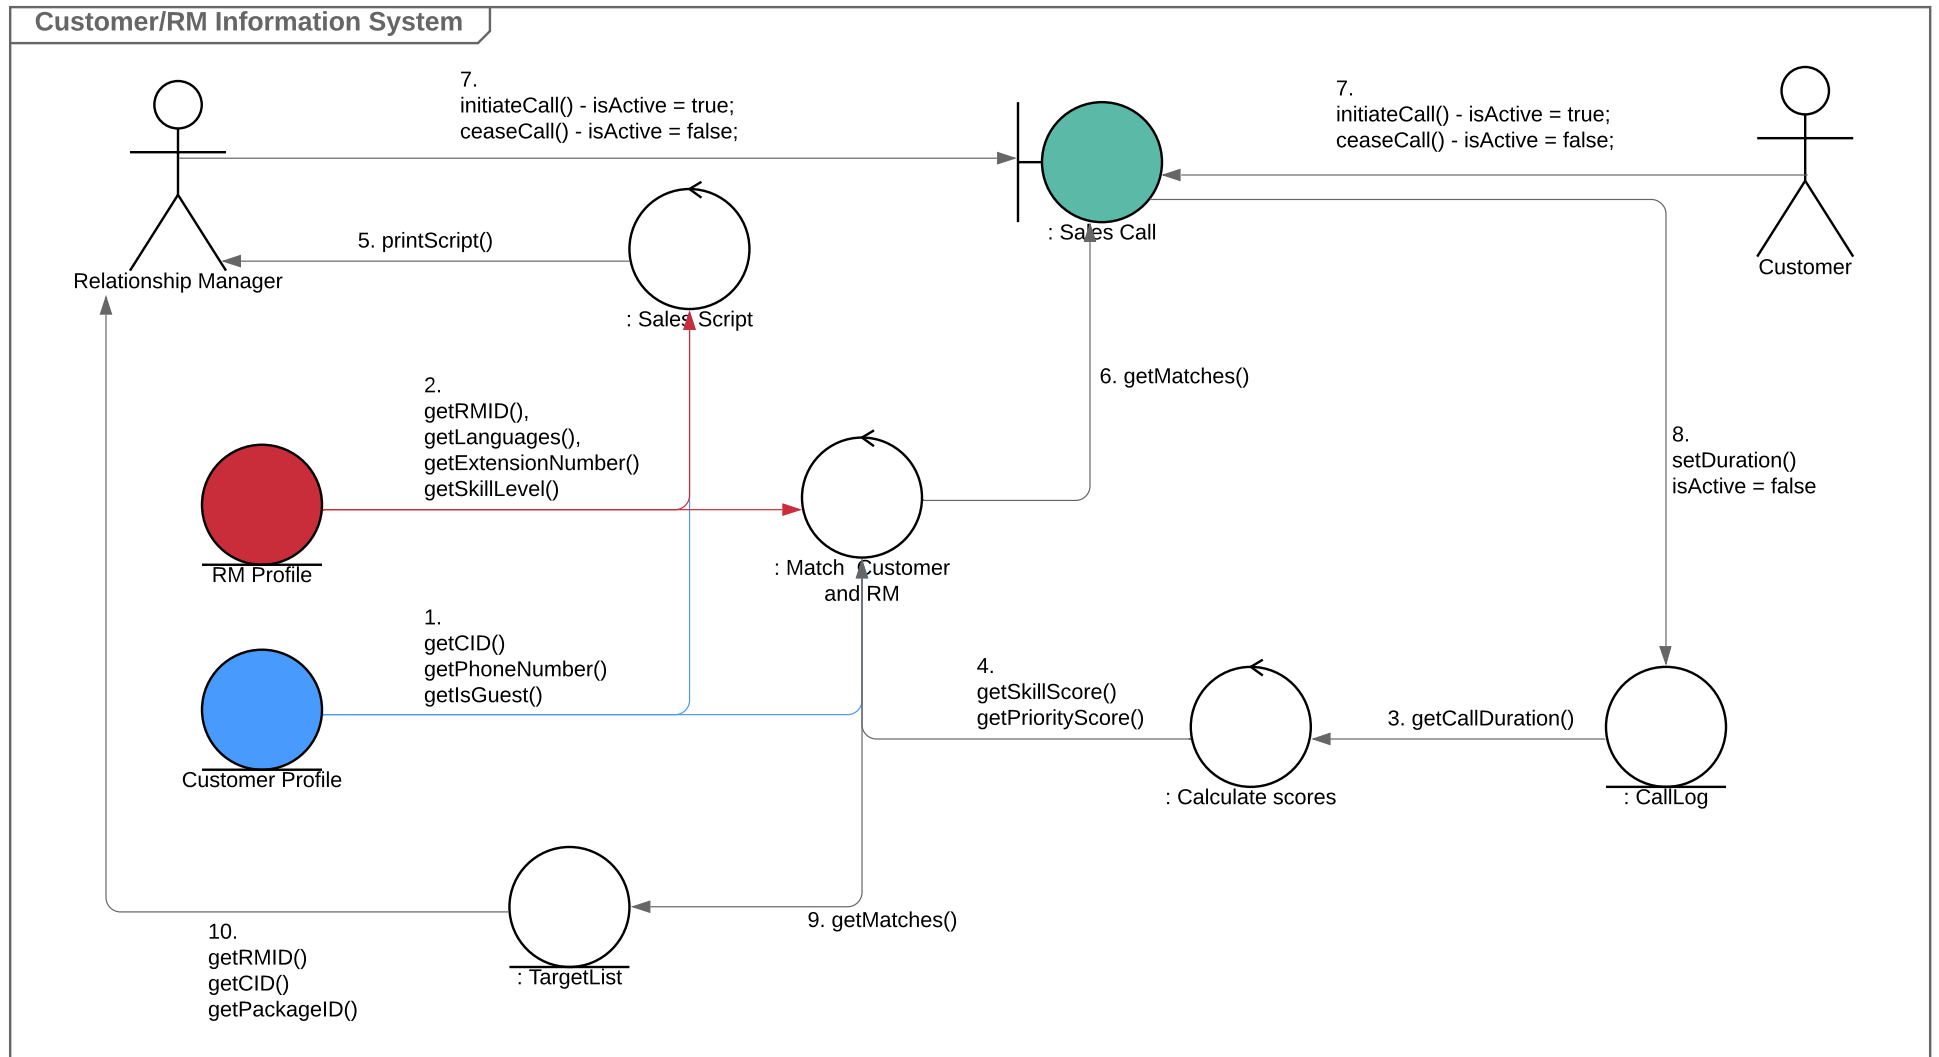 Customer/RM Information System
7.
initiateCall() - isActive = true;
ceaseCall() - isActive = false;
7.
initiateCall() - isActive = true;
ceaseCall() - isActive = false;
5. printScript()
: Sales Call
Relationship Manager
Customer
: Sales Script
6. getMatches()
2.
getRMID(),
getLanguages(),
getExtensionNumber()
getSkillLevel()
8.
setDuration()
isActive = false
RM Profile
: Match  Customer
and RM
1.
getCID()
getPhoneNumber()
getIsGuest()
4.
getSkillScore()
getPriorityScore()
3. getCallDuration()
Customer Profile
: Calculate scores
: CallLog
9. getMatches()
10.
getRMID()
getCID()
getPackageID()
: TargetList